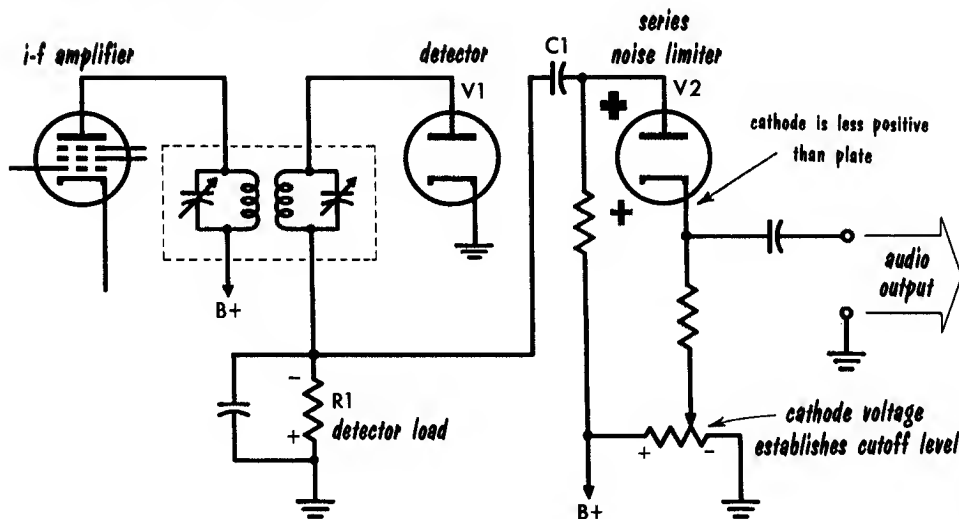 i-f amplifier
detector
C1
series
noise limiter
V1
+
V2
cathode is less positive
than plate
+
B+
audio
output
-
R1
+
detector load
cathode voltage
establishes cutoff level
+ -
B+